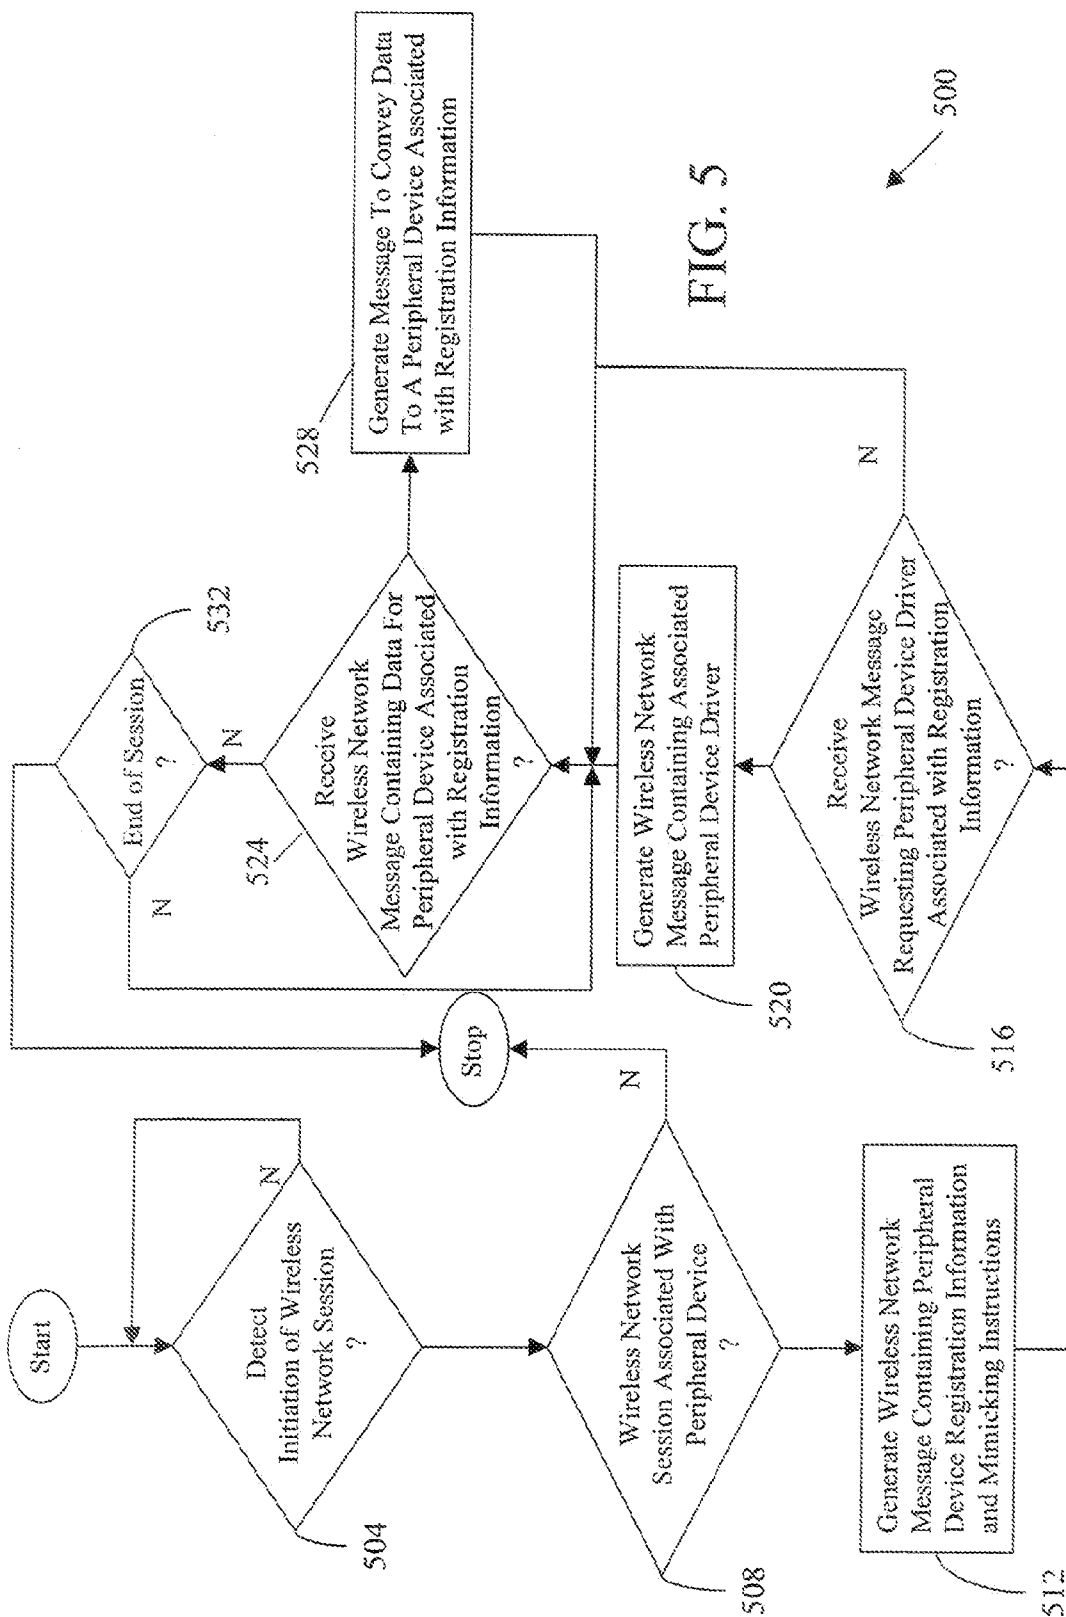 Start
Detect
Initiation of Wireless
Network Session
?
N
504
Wireless Network
Session Associated With
Peripheral Device
?
N
508
Generate Wireless Network
Message Containing Peripheral
Device Registration Information
and Mimicking Instructions
512
Stop
End of Session
?
N
532
Receive
Wireless Network
Message Containing Data For
Peripheral Device Associated
with Registration
Information
?
N
524
Generate Message To Convey Data
To A Peripheral Device Associated
with Registration Information
528
Generate Wireless Network
Message Containing Associated
Peripheral Device Driver
520
Receive
Wireless Network Message
Requesting Peripheral Device Driver
Associated with Registration
Information
?
N
516
FIG. 5
500